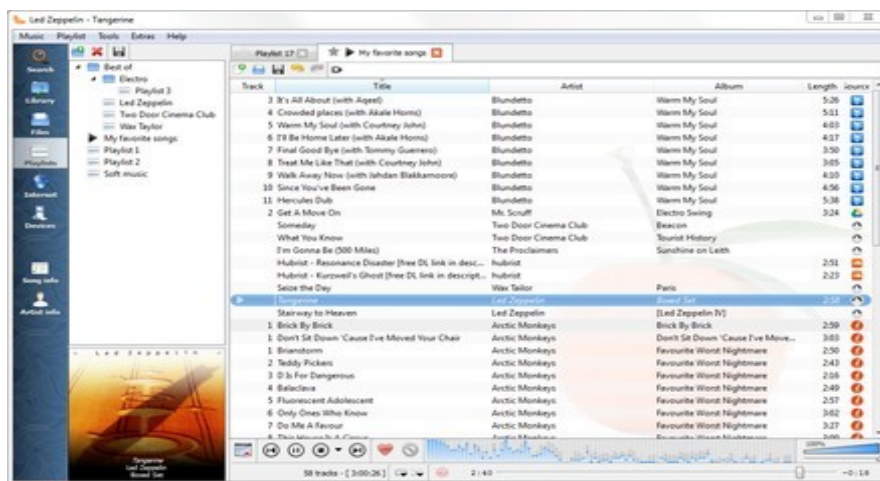 Led Zeppelin - Tangerine
Music Playlist Tools Extras Help
Search
Library
Files
Playlists
Internet
Devices
Song info
Artist info
Best of
Electro
Playlist 3
Led Zeppelin
Two Door Cinema Club
Wax Taylor
My favorite songs
Playlist 1
Playlist 2
Soft music
Playlist 17 My favorite songs
Track Title Artist Album Length Source
3 It's All About (with Aqeel) Blundetto Warm My Soul 5:26
4 Crowded places (with Akale Horns) Blundetto Warm My Soul 5:11
5 Warm My Soul (with Courtney John) Blundetto Warm My Soul 4:03
6 I'll Be Home Later (with Akale Horns) Blundetto Warm My Soul 4:17
7 Final Good Bye (with Tommy Guerrero) Blundetto Warm My Soul 3:50
8 Treat Me Like That (with Courtney John) Blundetto Warm My Soul 3:05
9 Walk Away Now (with Jahdan Blakkamoore) Blundetto Warm My Soul 4:10
10 Since You've Been Gone Blundetto Warm My Soul 4:56
11 Hercules Dub Blundetto Warm My Soul 5:38
2 Get A Move On Mr. Scruff Electro Swing 3:24
Someday Two Door Cinema Club Beacon
What You Know Two Door Cinema Club Tourist History
I'm Gonna Be (500 Miles) The Proclaimers Sunshine on Leith
Hubrist - Resonance Disaster [free DL link in desc... hubrist 2:51
Hubrist - Kurzweil's Ghost [free DL link in descript... hubrist 2:23
Seize the Day Wax Tailor Paris
Tangerine Led Zeppelin Boxed Set 2:58
Stairway to Heaven Led Zeppelin [Led Zeppelin IV]
1 Brick By Brick Arctic Monkeys Brick By Brick 2:59
1 Don't Sit Down 'Cause I've Moved Your Chair Arctic Monkeys Don't Sit Down 'Cause I've Move... 3:03
1 Brianstorm Arctic Monkeys Favourite Worst Nightmare 2:50
2 Teddy Pickers Arctic Monkeys Favourite Worst Nightmare 2:43
3 D Is For Dangerous Arctic Monkeys Favourite Worst Nightmare 2:16
4 Balaclava Arctic Monkeys Favourite Worst Nightmare 2:49
5 Fluorescent Adolescent Arctic Monkeys Favourite Worst Nightmare 2:57
6 Only Ones Who Know Arctic Monkeys Favourite Worst Nightmare 3:02
7 Do Me A Favour Arctic Monkeys Favourite Worst Nightmare 3:27
8 This House Is A Circus Arctic Monkeys Favourite Worst Nightmare
Led Zeppelin
Tangerine
Led Zeppelin
Boxed Set
100%
58 tracks - [ 3:00:26 ] 2:40 -0:18